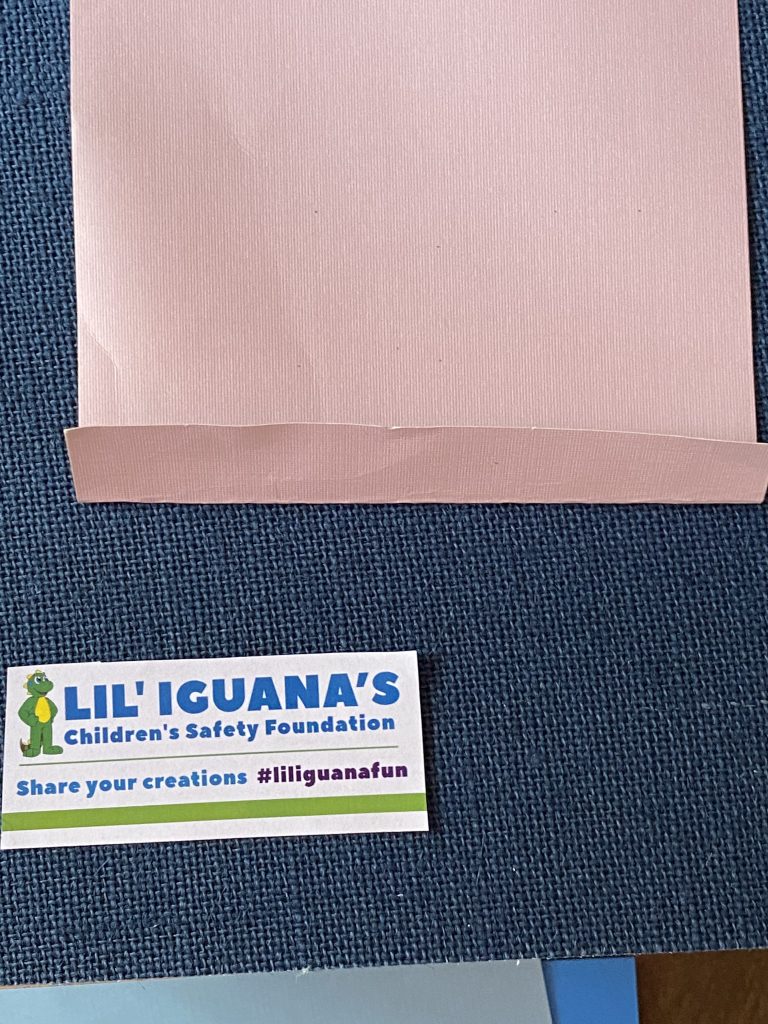 LIL' IGUANA'S
Children's Safety Foundation
Share your creations #liliguanafun